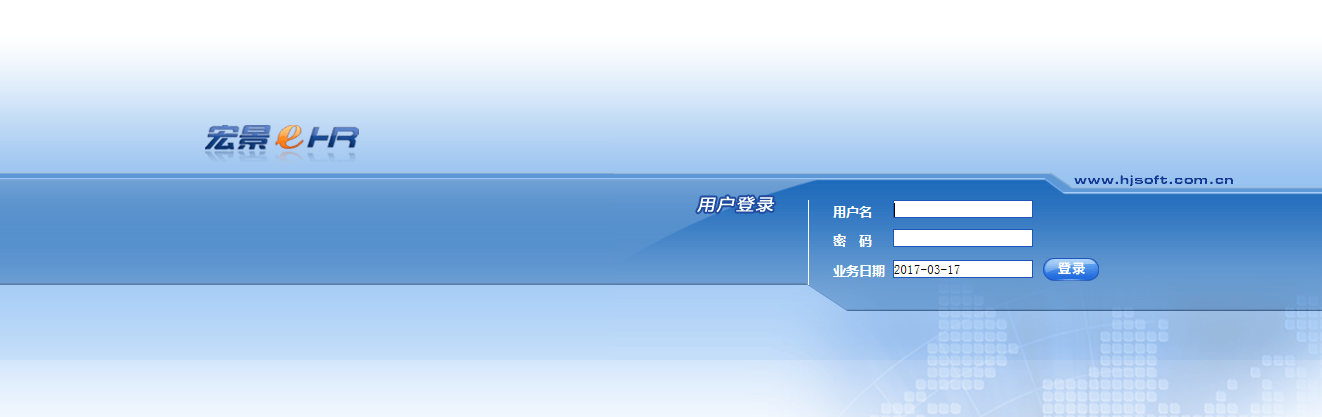 宏景eHR
www.hjsoft.com.cn
用户登录
用户名
密 码
业务日期 2017-03-17 登录